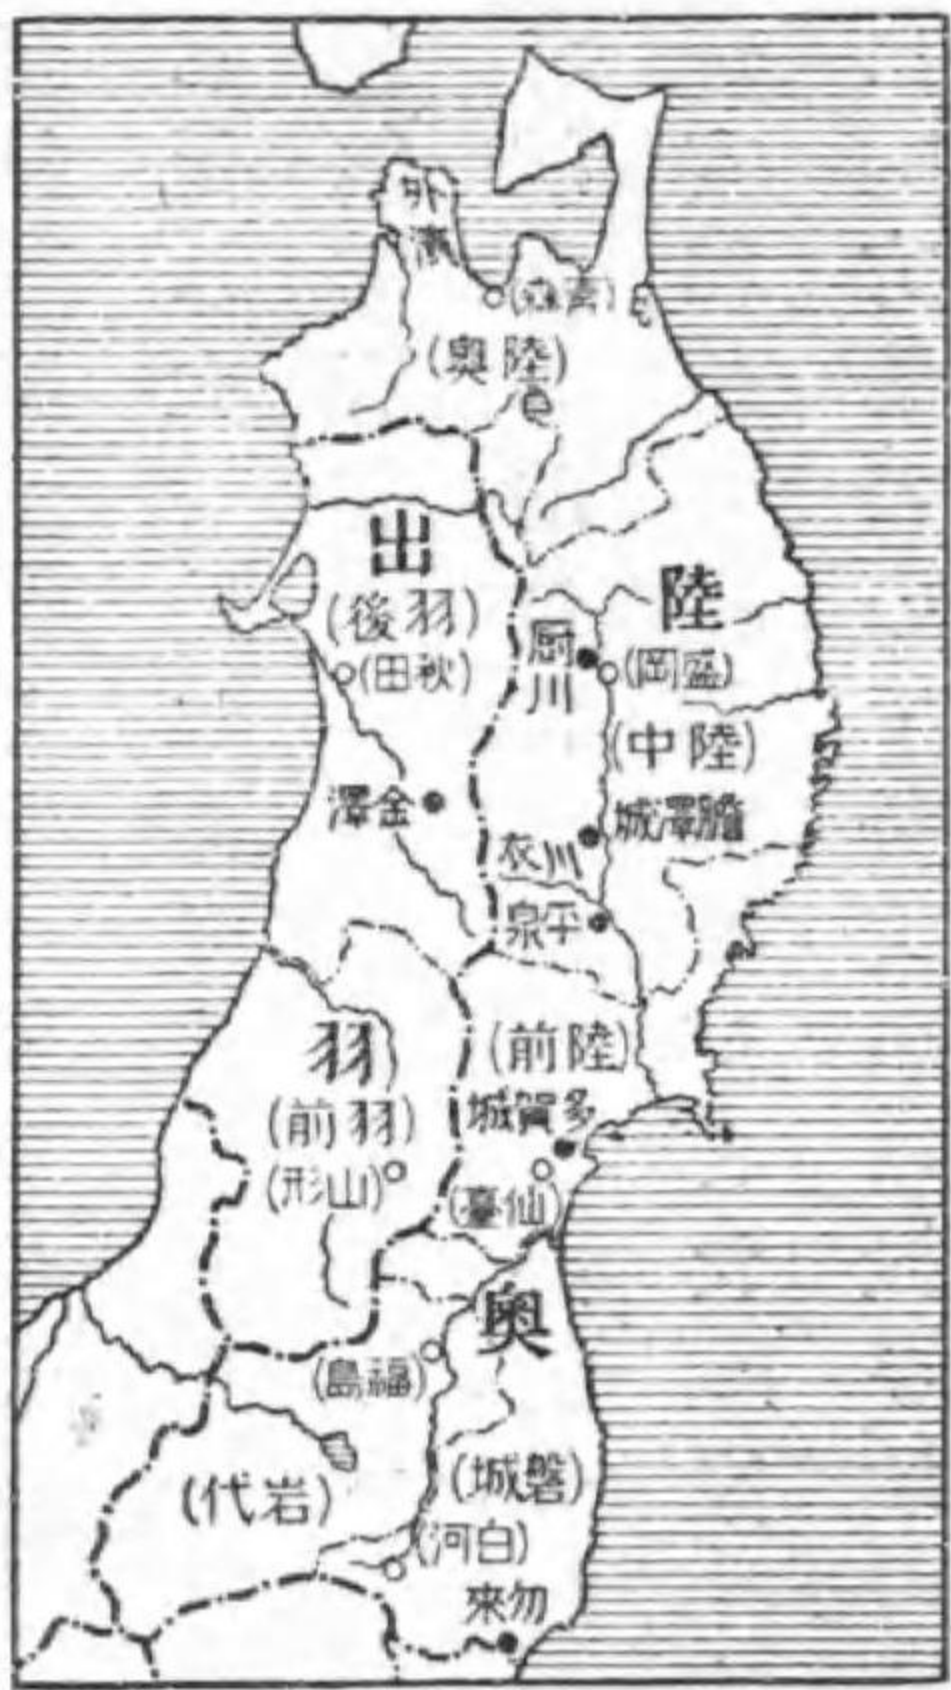 外濱
(青森)
(陸奥)
出
陸
(羽後)
厨川
(秋田)
(盛岡)
(陸中)
金澤
膽澤城
衣川
平泉
羽
(陸前)
(羽前)
多賀城
(山形)
(仙臺)
奥
(福島)
(磐城)
(岩代)
(白河)
勿來